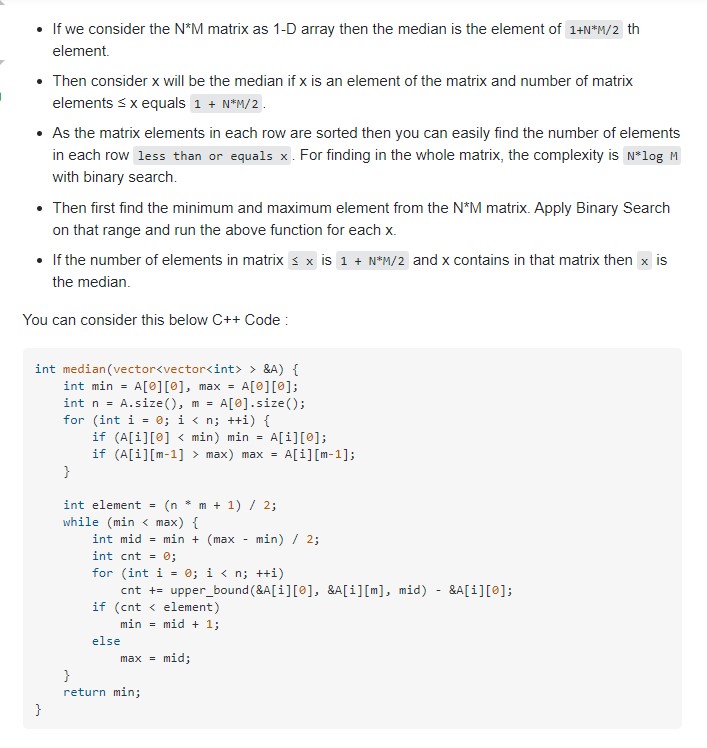 • If we consider the N*M matrix as 1-D array then the median is the element of 1+N*M/2 th
element.
• Then consider x will be the median if x is an element of the matrix and number of matrix
elements ≤ x equals 1 + N*M/2 .
• As the matrix elements in each row are sorted then you can easily find the number of elements
in each row less than or equals x . For finding in the whole matrix, the complexity is N*log M
with binary search.
• Then first find the minimum and maximum element from the N*M matrix. Apply Binary Search
on that range and run the above function for each x.
• If the number of elements in matrix ≤ x is 1 + N*M/2 and x contains in that matrix then x is
the median.
You can consider this below C++ Code :
int median(vector<vector<int> > &A) {
    int min = A[0][0], max = A[0][0];
    int n = A.size(), m = A[0].size();
    for (int i = 0; i < n; ++i) {
        if (A[i][0] < min) min = A[i][0];
        if (A[i][m-1] > max) max = A[i][m-1];
    }
    int element = (n * m + 1) / 2;
    while (min < max) {
        int mid = min + (max - min) / 2;
        int cnt = 0;
        for (int i = 0; i < n; ++i)
            cnt += upper_bound(&A[i][0], &A[i][m], mid) - &A[i][0];
        if (cnt < element)
            min = mid + 1;
        else
            max = mid;
    }
    return min;
}